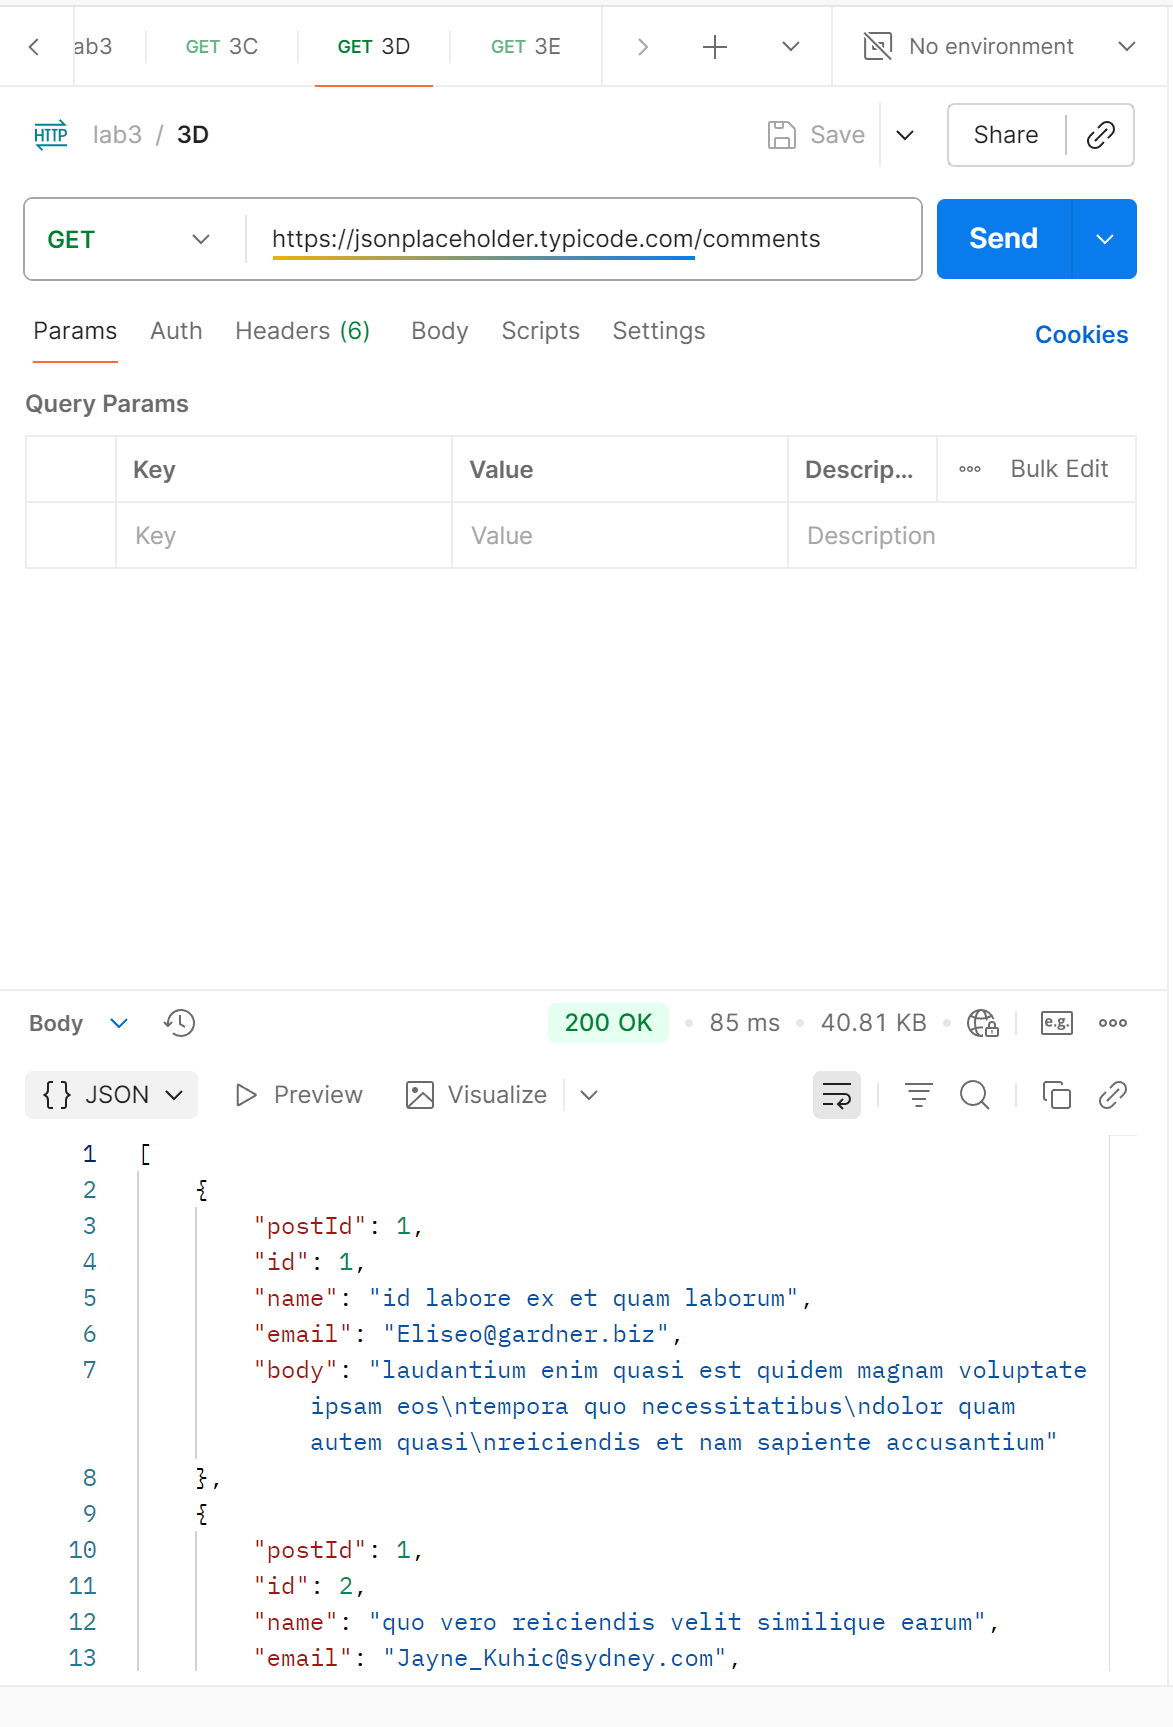 ab3 GET 3C GET 3D GET 3E No environment
HTTP lab3 / 3D Save Share
GET https://jsonplaceholder.typicode.com/comments Send
Params Auth Headers (6) Body Scripts Settings Cookies
Query Params
Key Value Descrip... Bulk Edit
Key Value Description
Body 200 OK • 85 ms • 40.81 KB • e.g.
{ } JSON Preview Visualize
1 [
2 {
3 "postId": 1,
4 "id": 1,
5 "name": "id labore ex et quam laborum",
6 "email": "Eliseo@gardner.biz",
7 "body": "laudantium enim quasi est quidem magnam voluptate
ipsam eos\ntempora quo necessitatibus\ndolor quam
autem quasi\nreiciendis et nam sapiente accusantium"
8 },
9 {
10 "postId": 1,
11 "id": 2,
12 "name": "quo vero reiciendis velit similique earum",
13 "email": "Jayne_Kuhic@sydney.com",